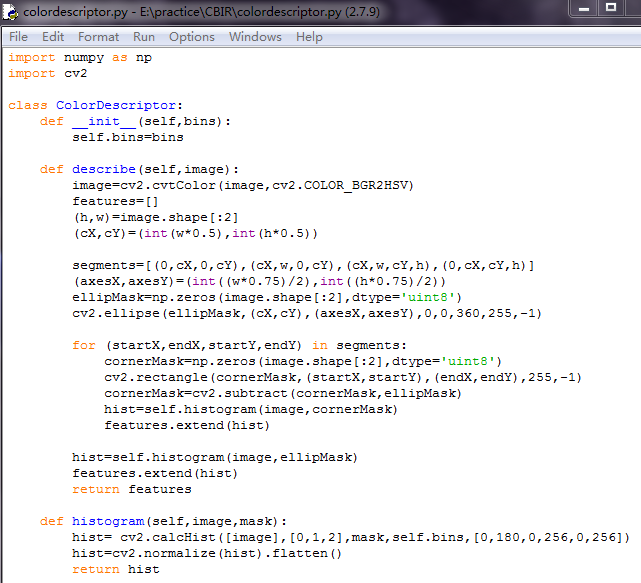 colordescriptor.py - E:\practice\CBIR\colordescriptor.py (2.7.9)
File Edit Format Run Options Windows Help
import numpy as np
import cv2
class ColorDescriptor:
    def __init__(self,bins):
        self.bins=bins
    def describe(self,image):
        image=cv2.cvtColor(image,cv2.COLOR_BGR2HSV)
        features=[]
        (h,w)=image.shape[:2]
        (cX,cY)=(int(w*0.5),int(h*0.5))
        segments=[(0,cX,0,cY),(cX,w,0,cY),(cX,w,cY,h),(0,cX,cY,h)]
        (axesX,axesY)=(int((w*0.75)/2),int((h*0.75)/2))
        ellipMask=np.zeros(image.shape[:2],dtype='uint8')
        cv2.ellipse(ellipMask,(cX,cY),(axesX,axesY),0,0,360,255,-1)
        for (startX,endX,startY,endY) in segments:
            cornerMask=np.zeros(image.shape[:2],dtype='uint8')
            cv2.rectangle(cornerMask,(startX,startY),(endX,endY),255,-1)
            cornerMask=cv2.subtract(cornerMask,ellipMask)
            hist=self.histogram(image,cornerMask)
            features.extend(hist)
        hist=self.histogram(image,ellipMask)
        features.extend(hist)
        return features
    def histogram(self,image,mask):
        hist= cv2.calcHist([image],[0,1,2],mask,self.bins,[0,180,0,256,0,256])
        hist=cv2.normalize(hist).flatten()
        return hist